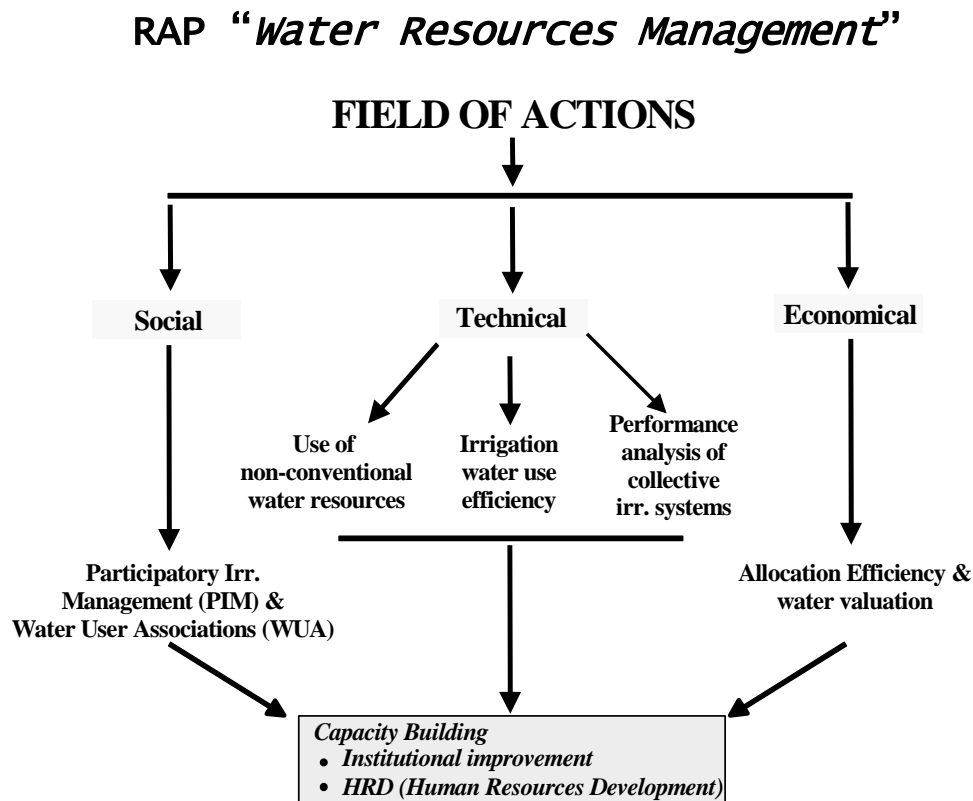 RAP “Water Resources Management”
FIELD OF ACTIONS
Social
Technical
Economical
Use of
non-conventional
water resources
Irrigation
water use
efficiency
Performance
analysis of
collective
irr. systems
Participatory Irr.
Management (PIM) &
Water User Associations (WUA)
Allocation Efficiency &
water valuation
Capacity Building
• Institutional improvement
• HRD (Human Resources Development)